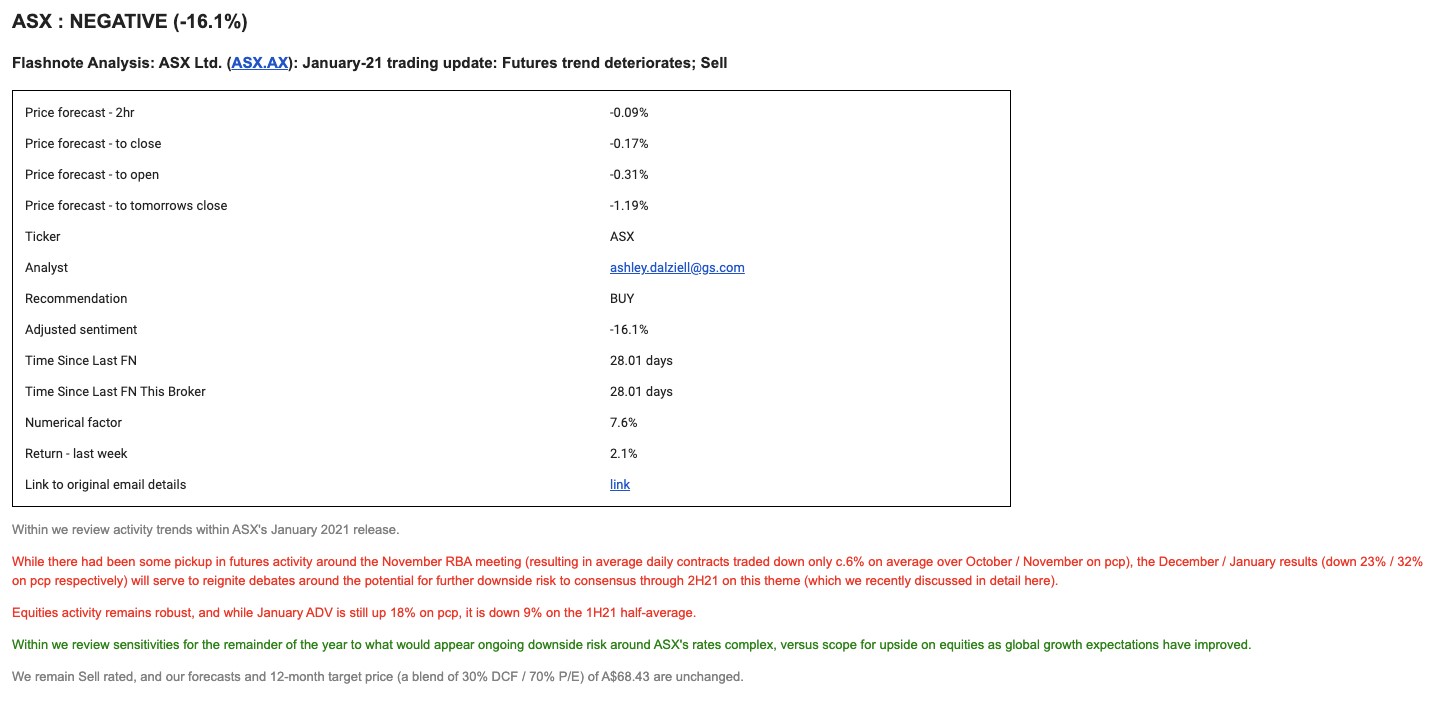 ASX : NEGATIVE (-16.1%)
Flashnote Analysis: ASX Ltd. (ASX.AX): January-21 trading update: Futures trend deteriorates; Sell
Price forecast - 2hr -0.09%
Price forecast - to close -0.17%
Price forecast - to open -0.31%
Price forecast - to tomorrows close -1.19%
Ticker ASX
Analyst ashley.dalziell@gs.com
Recommendation BUY
Adjusted sentiment -16.1%
Time Since Last FN 28.01 days
Time Since Last FN This Broker 28.01 days
Numerical factor 7.6%
Return - last week 2.1%
Link to original email details link
Within we review activity trends within ASX's January 2021 release.
While there had been some pickup in futures activity around the November RBA meeting (resulting in average daily contracts traded down only c.6% on average over October / November on pcp), the December / January results (down 23% / 32%
on pcp respectively) will serve to reignite debates around the potential for further downside risk to consensus through 2H21 on this theme (which we recently discussed in detail here).
Equities activity remains robust, and while January ADV is still up 18% on pcp, it is down 9% on the 1H21 half-average.
Within we review sensitivities for the remainder of the year to what would appear ongoing downside risk around ASX's rates complex, versus scope for upside on equities as global growth expectations have improved.
We remain Sell rated, and our forecasts and 12-month target price (a blend of 30% DCF / 70% P/E) of A$68.43 are unchanged.